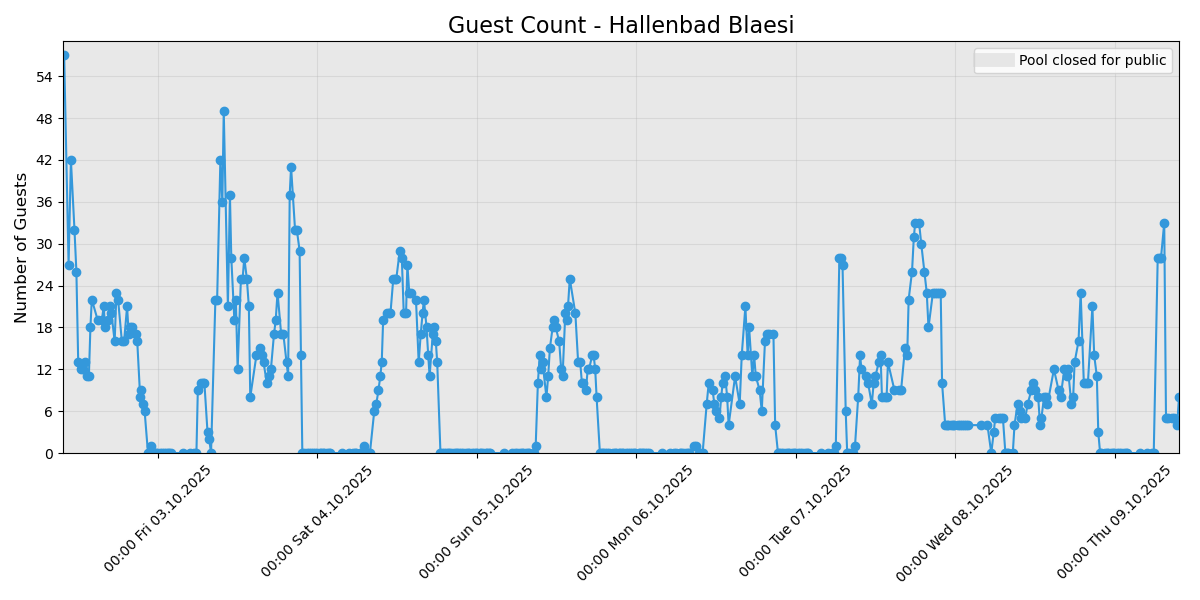 Guest Count - Hallenbad Blaesi
Pool closed for public
Number of Guests
54
48
42
36
30
24
18
12
6
0
00:00 Fri 03.10.2025
00:00 Sat 04.10.2025
00:00 Sun 05.10.2025
00:00 Mon 06.10.2025
00:00 Tue 07.10.2025
00:00 Wed 08.10.2025
00:00 Thu 09.10.2025